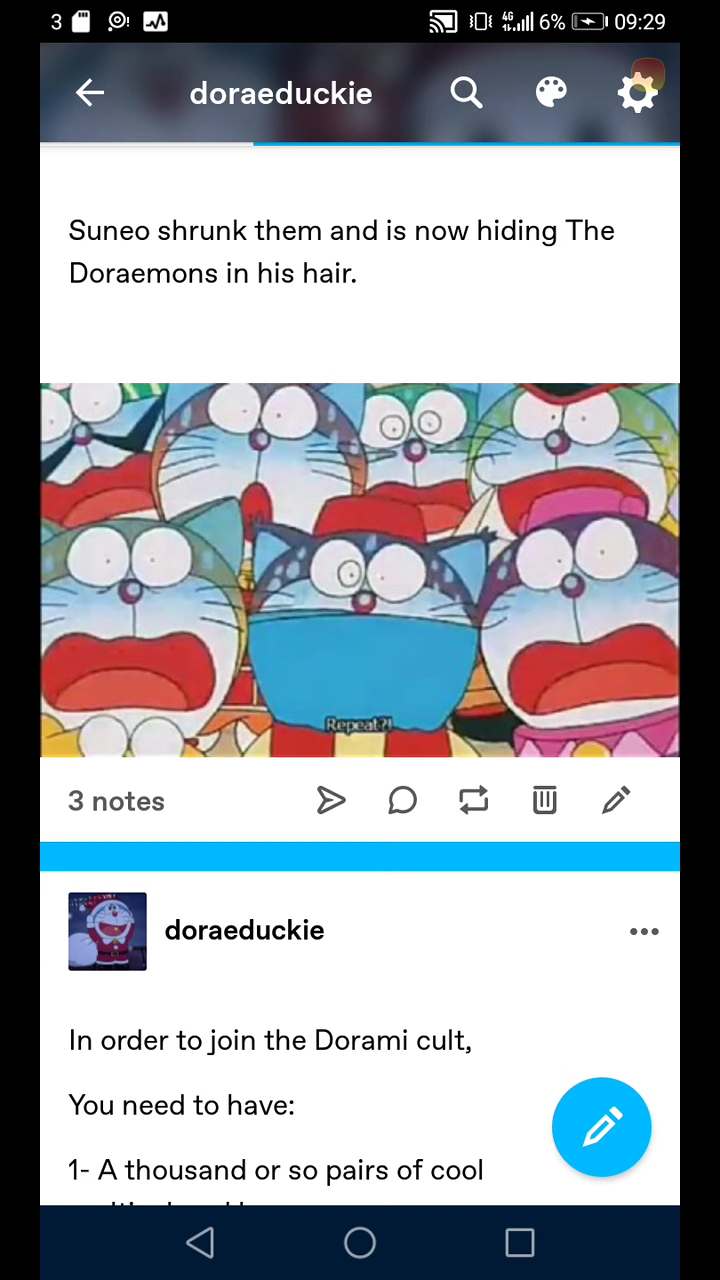 3
4G
6%
09:29
doraeduckie
Suneo shrunk them and is now hiding The
Doraemons in his hair.
Repeat?!
3 notes
doraeduckie
In order to join the Dorami cult,
You need to have:
1- A thousand or so pairs of cool